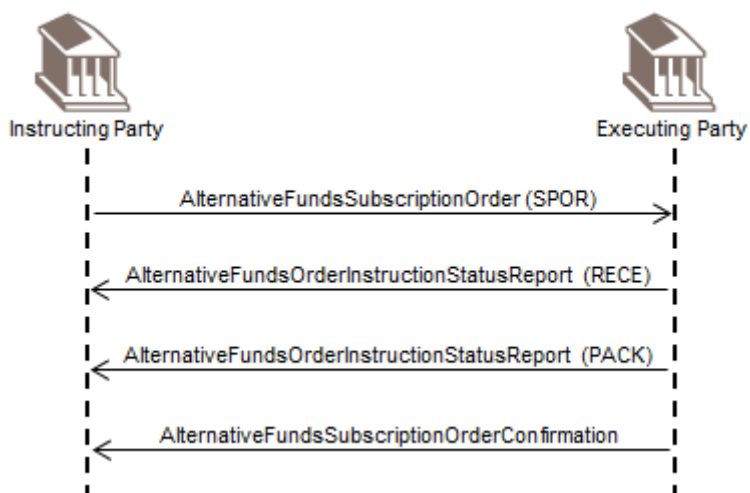 Instructing Party
Executing Party
AlternativeFundsSubscriptionOrder (SPOR)
AlternativeFundsOrderInstructionStatusReport (RECE)
AlternativeFundsOrderInstructionStatusReport (PACK)
AlternativeFundsSubscriptionOrderConfirmation